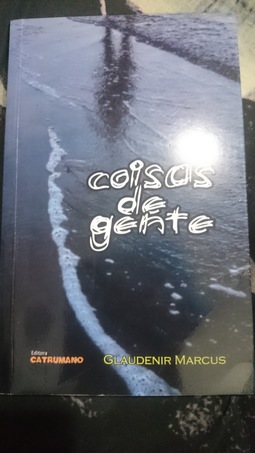 coisas
de
gente
Editora
CATRUMANO
GLAUDENIR MARCUS